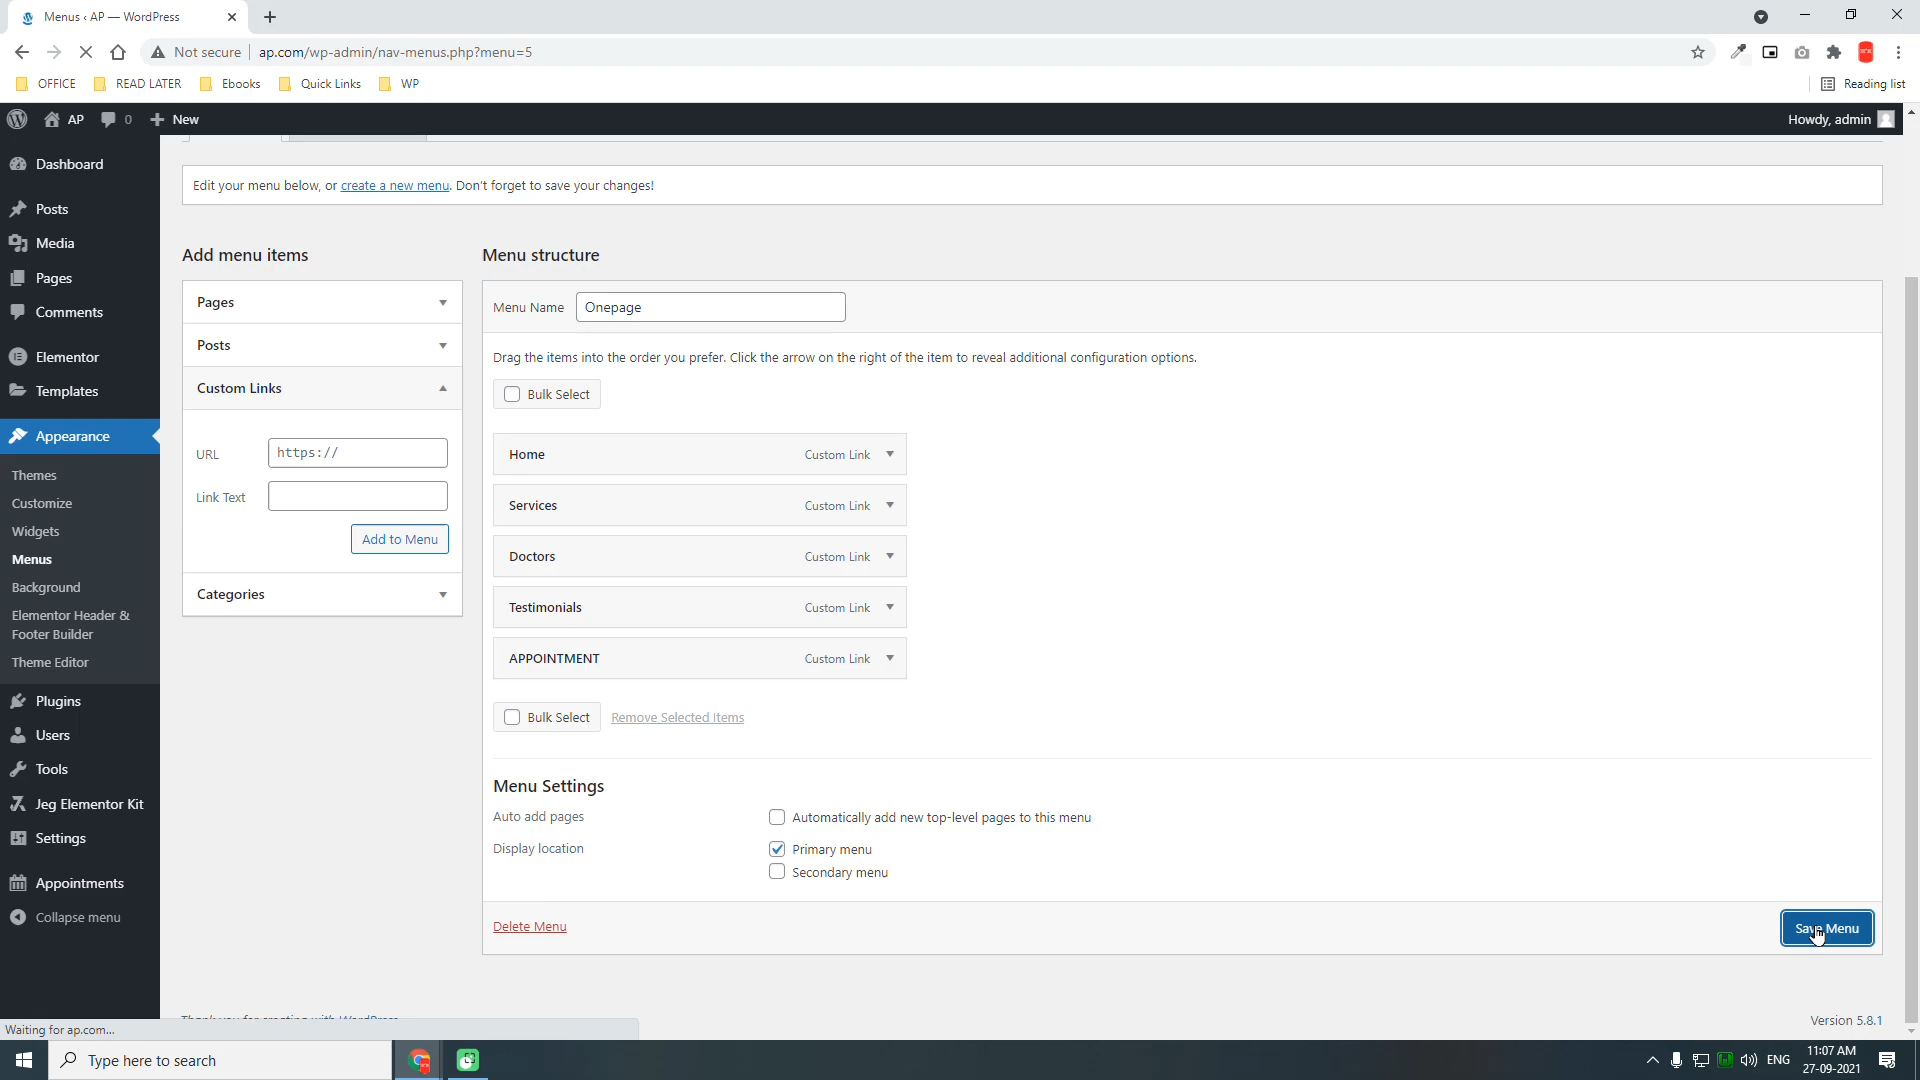 Menus ‹ AP — WordPress
Not secure
ap.com/wp-admin/nav-menus.php?menu=5
OFFICE
READ LATER
Ebooks
Quick Links
WP
Reading list
AP
0
New
Howdy, admin
Dashboard
Posts
Media
Pages
Comments
Elementor
Templates
Appearance
Themes
Customize
Widgets
Menus
Background
Elementor Header &
Footer Builder
Theme Editor
Plugins
Users
Tools
Jeg Elementor Kit
Settings
Appointments
Collapse menu
Edit your menu below, or create a new menu. Don't forget to save your changes!
Add menu items
Pages
Posts
Custom Links
URL
https://
Link Text
Add to Menu
Categories
Menu structure
Menu Name
Onepage
Drag the items into the order you prefer. Click the arrow on the right of the item to reveal additional configuration options.
Bulk Select
Home
Custom Link
Services
Custom Link
Doctors
Custom Link
Testimonials
Custom Link
APPOINTMENT
Custom Link
Bulk Select
Remove Selected Items
Menu Settings
Auto add pages
Automatically add new top-level pages to this menu
Display location
Primary menu
Secondary menu
Delete Menu
Save Menu
Thank you for creating with WordPress
Version 5.8.1
Waiting for ap.com...
Type here to search
ENG
11:07 AM
27-09-2021